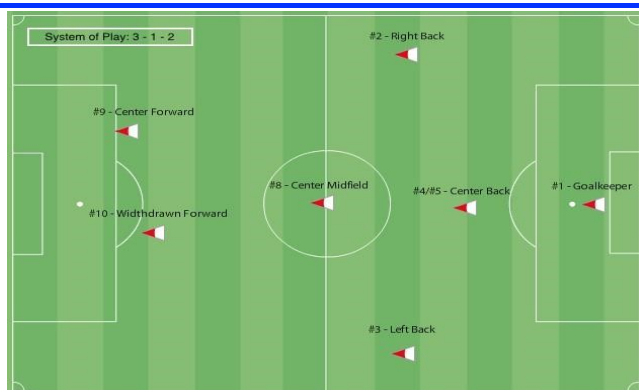 System of Play: 3 - 1 - 2
#2 - Right Back
#9 - Center Forward
#8 - Center Midfield
#4/#5 - Center Back
#1 - Goalkeeper
#10 - Widthdrawn Forward
#3 - Left Back